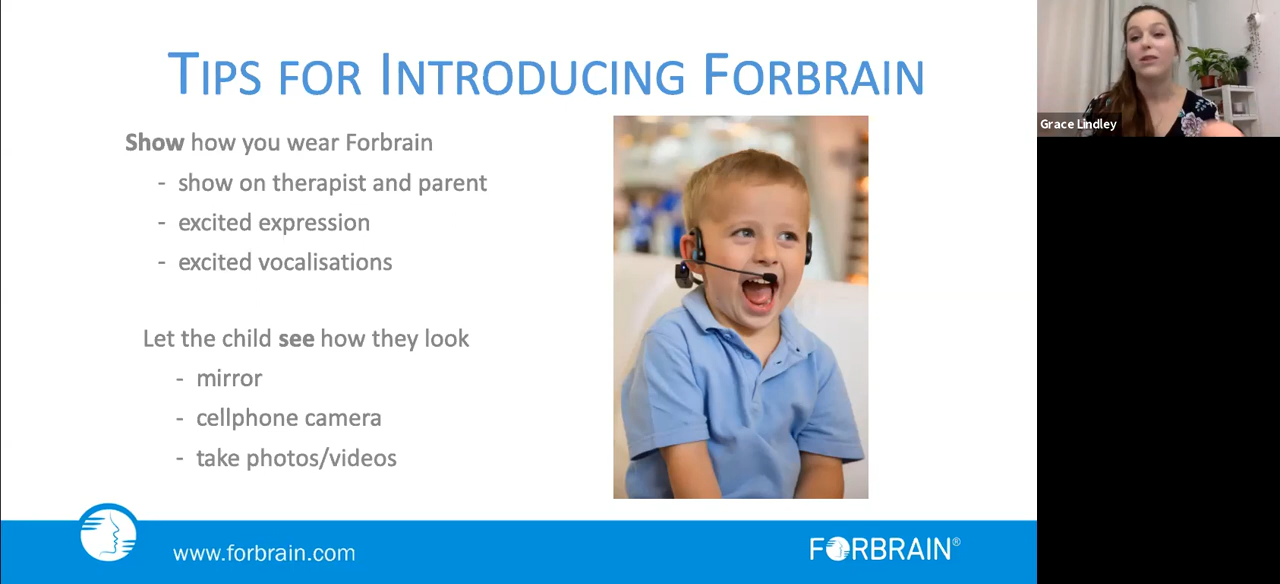 TIPS FOR INTRODUCING FORBRAIN
Show how you wear Forbrain
- show on therapist and parent
- excited expression
- excited vocalisations
Let the child see how they look
- mirror
- cellphone camera
- take photos/videos
www.forbrain.com
FORBRAIN®
Grace Lindley